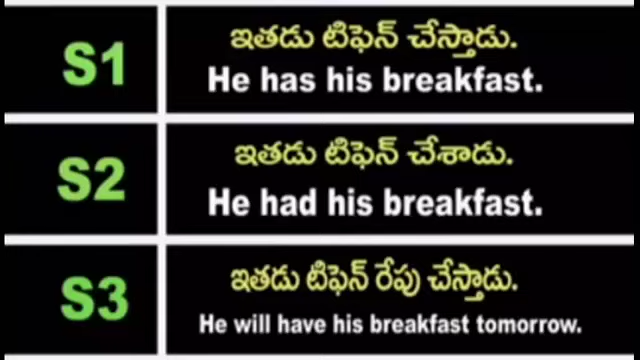 S1
ఇతడు టిఫెన్ చేస్తాడు.
He has his breakfast.
S2
ఇతడు టిఫెన్ చేశాడు.
He had his breakfast.
S3
ఇతడు టిఫెన్ రేపు చేస్తాడు.
He will have his breakfast tomorrow.